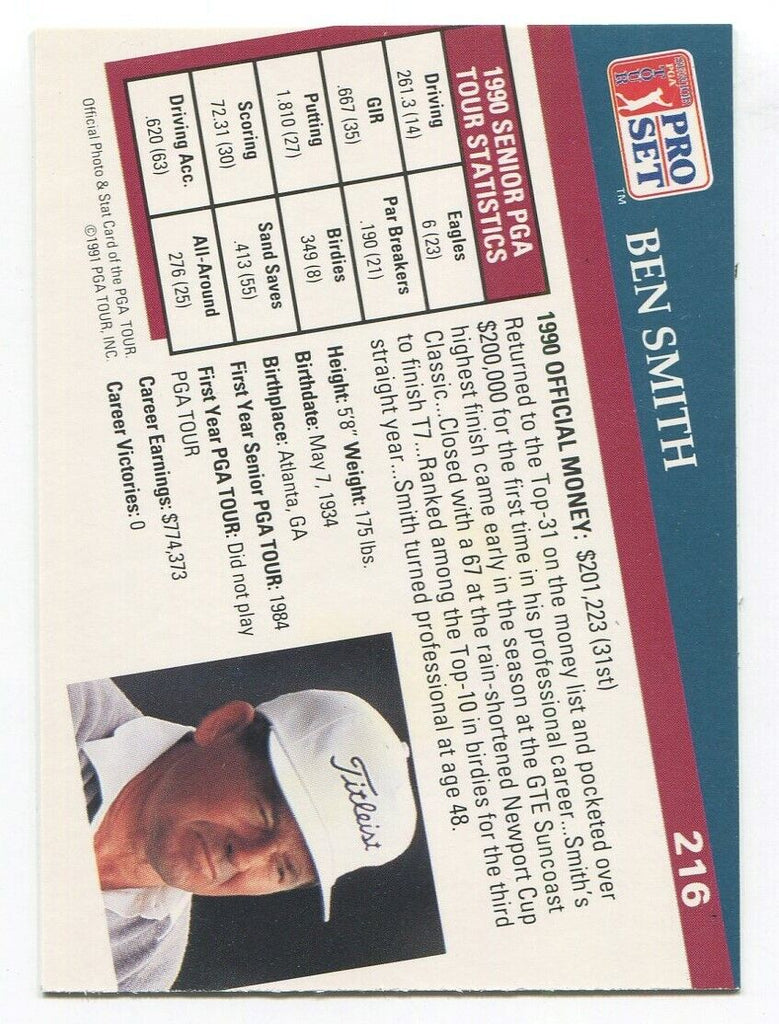 SENIOR
PGA
TOUR
PRO
SET
™
BEN SMITH
216
1990 SENIOR PGA
TOUR STATISTICS
Driving
261.3 (14)
Eagles
6 (23)
GIR
.667 (35)
Par Breakers
.190 (21)
Putting
1.810 (27)
Birdies
349 (8)
Scoring
72.31 (30)
Sand Saves
.413 (55)
Driving Acc.
.620 (63)
All-Around
276 (25)
Official Photo & Stat Card of the PGA TOUR.
©1991 PGA TOUR, INC.
1990 OFFICIAL MONEY: $201,223 (31st)
Returned to the Top-31 on the money list and pocketed over
$200,000 for the first time in his professional career...Smith's
highest finish came early in the season at the GTE Suncoast
Classic...Closed with a 67 at the rain-shortened Newport Cup
to finish T7...Ranked among the Top-10 in birdies for the third
straight year...Smith turned professional at age 48.
Height: 5'8" Weight: 175 lbs.
Birthdate: May 7, 1934
Birthplace: Atlanta, GA
First Year Senior PGA TOUR: 1984
First Year PGA TOUR: Did not play
PGA TOUR
Career Earnings: $774,373
Career Victories: 0
Titleist